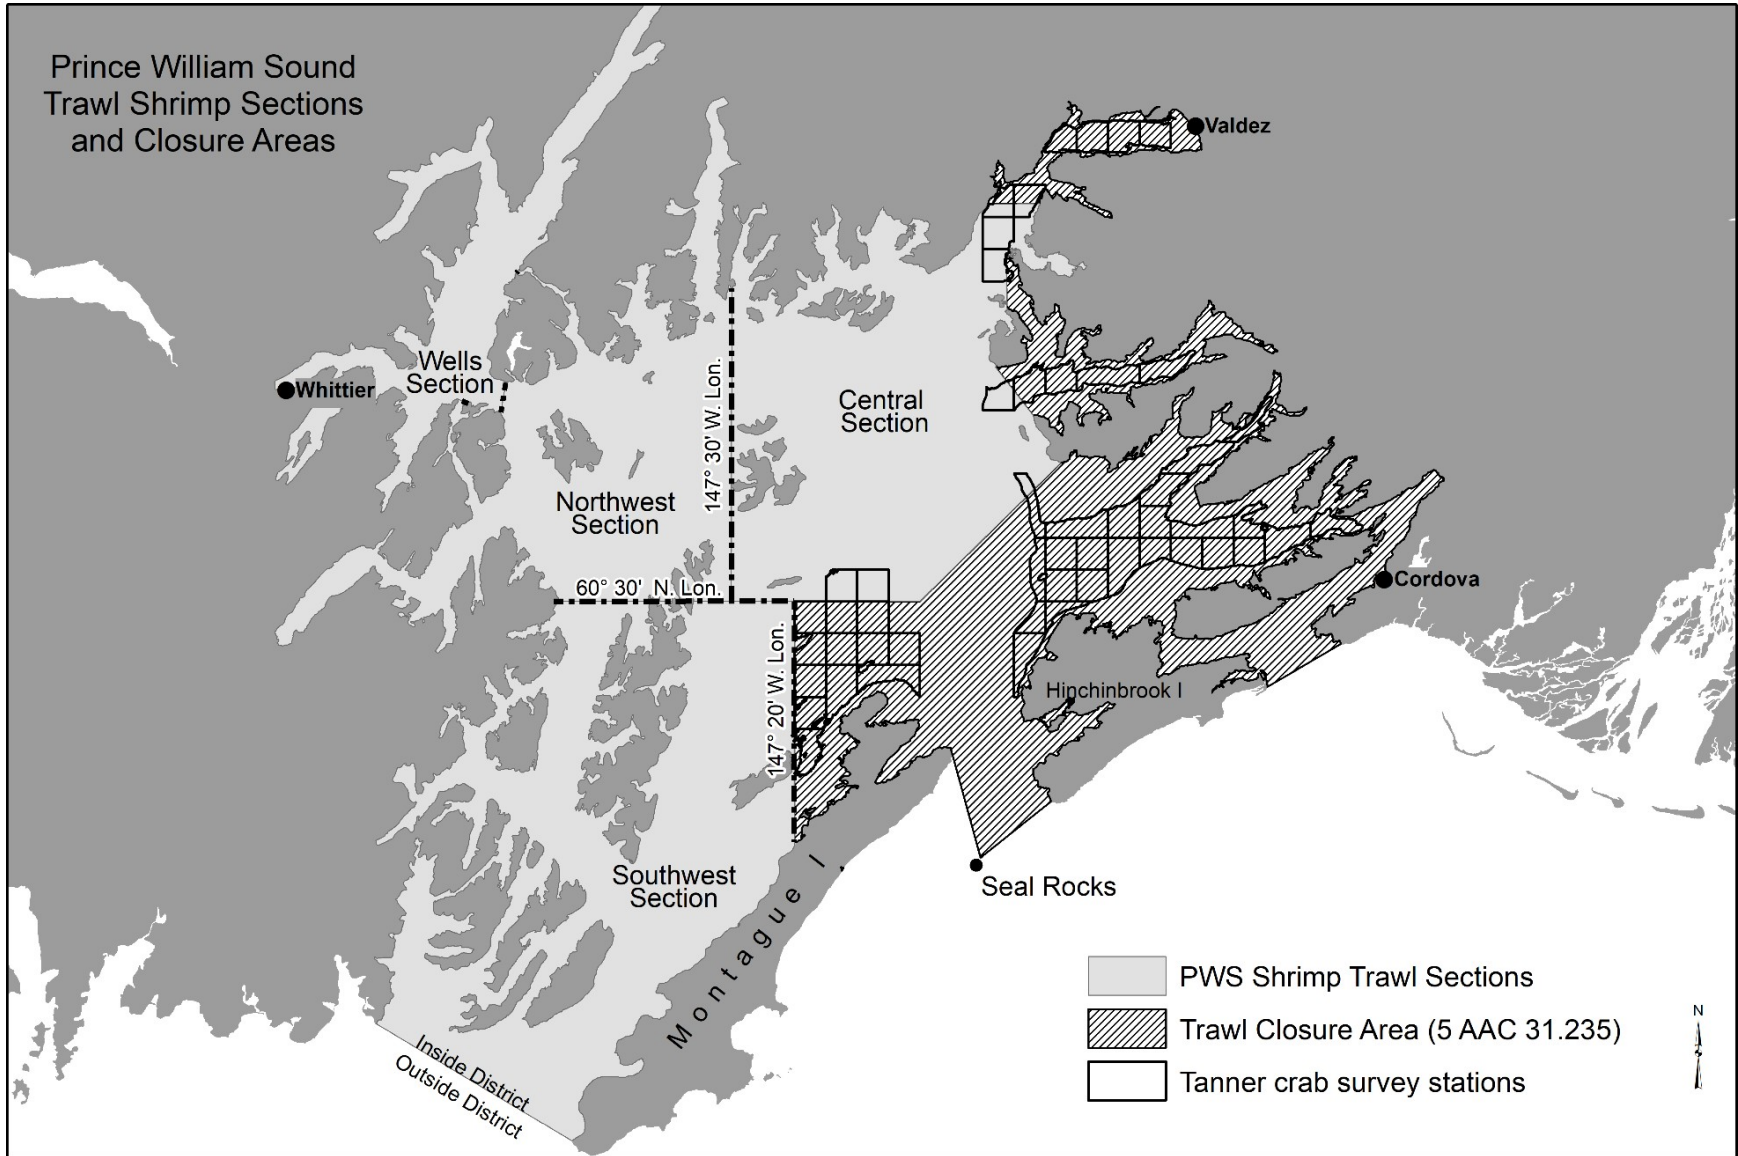 Prince William Sound
Trawl Shrimp Sections
and Closure Areas
Valdez
Wells
Section
Whittier
147° 30' W. Lon.
Central
Section
Northwest
Section
60° 30' N. Lon.
Cordova
147° 20' W. Lon.
Hinchinbrook I
Southwest
Section
Seal Rocks
Montague I
Inside District
Outside District
PWS Shrimp Trawl Sections
Trawl Closure Area (5 AAC 31.235)
Tanner crab survey stations
N